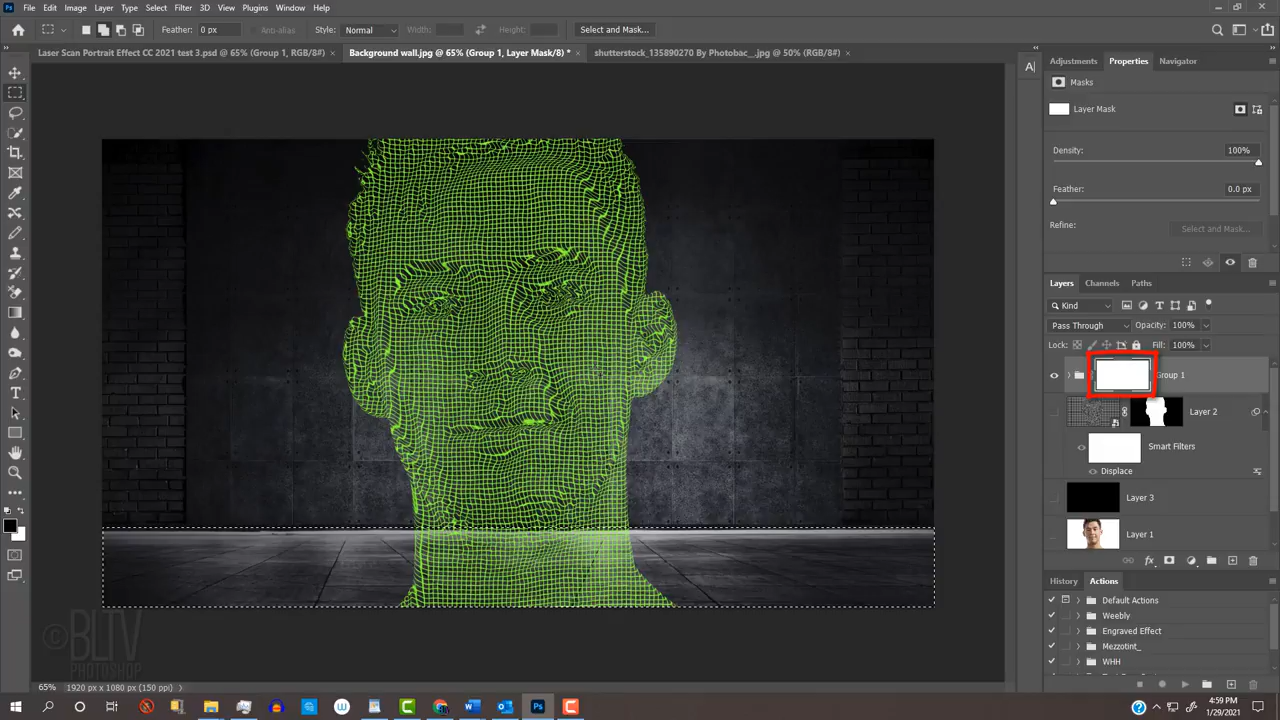 Ps File Edit Image Layer Type Select Filter 3D View Plugins Window Help
Feather: 0 px Anti-alias Style: Normal Width: Height: Select and Mask...
Laser Scan Portrait Effect CC 2021 test 3.psd @ 65% (Group 1, RGB/8#) × Background wall.jpg @ 65% (Group 1, Layer Mask/8) * × shutterstock_135890270 By Photobac__.jpg @ 50% (RGB/8#) ×
Adjustments Properties Navigator
Masks
Layer Mask
Density: 100%
Feather: 0.0 px
Refine: Select and Mask...
Layers Channels Paths
Kind
Pass Through Opacity: 100%
Lock: Fill: 100%
Group 1
Layer 2
Smart Filters
Displace
Layer 3
Layer 1
fx
History Actions
Default Actions
Weebly
Engraved Effect
Mezzotint_
WHH
©BLTV
PHOTOSHOP
65% 1920 px x 1080 px (150 ppi)
4:59 PM
1/29/2021